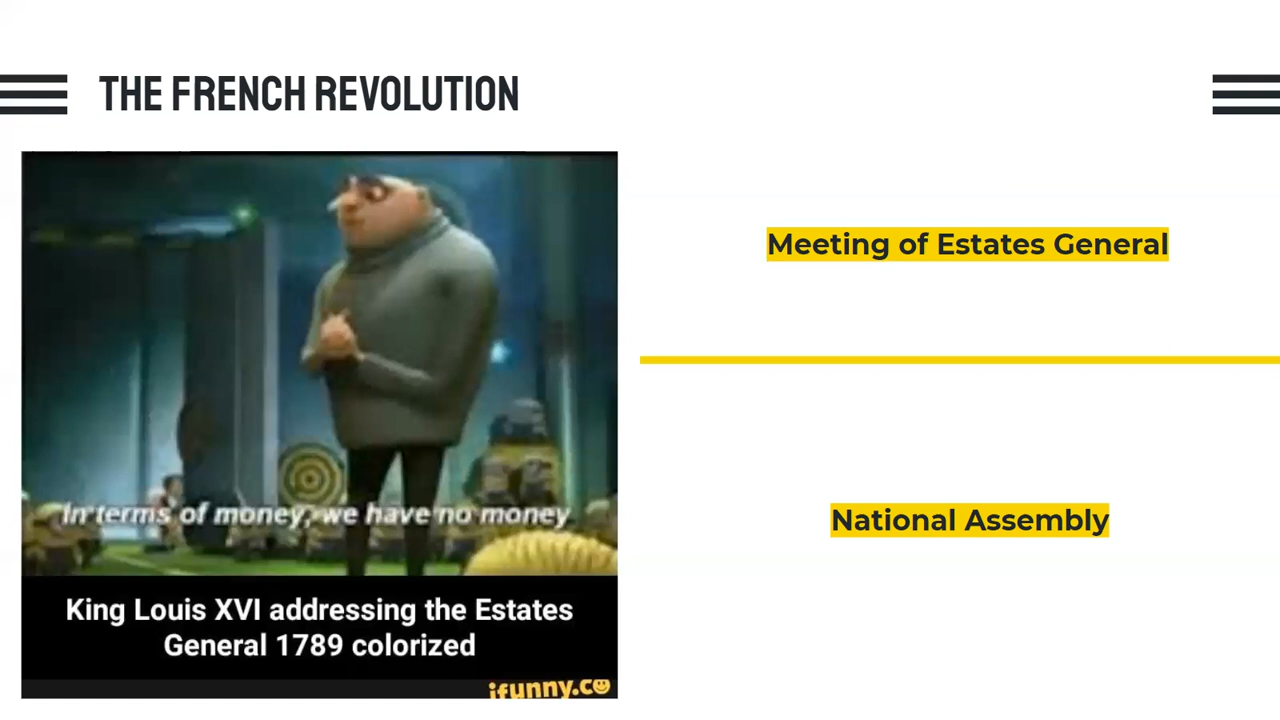 THE FRENCH REVOLUTION
In terms of money, we have no money
King Louis XVI addressing the Estates
General 1789 colorized
ifunny.co
Meeting of Estates General
National Assembly